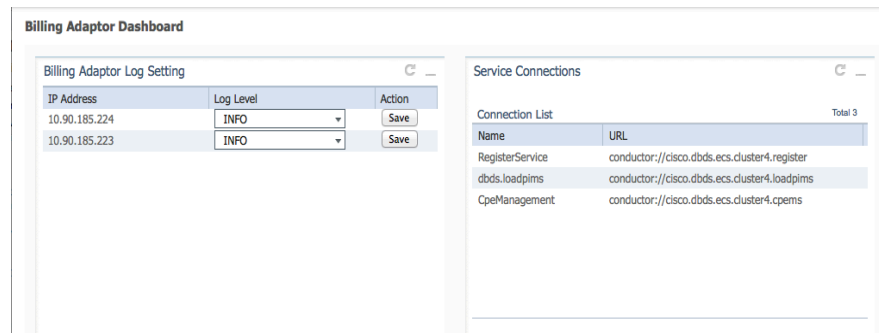 Billing Adaptor Dashboard
Billing Adaptor Log Setting
IP Address Log Level Action
10.90.185.224 INFO Save
10.90.185.223 INFO Save
Service Connections
Connection List Total 3
Name URL
RegisterService conductor://cisco.dbds.ecs.cluster4.register
dbds.loadpims conductor://cisco.dbds.ecs.cluster4.loadpims
CpeManagement conductor://cisco.dbds.ecs.cluster4.cpems